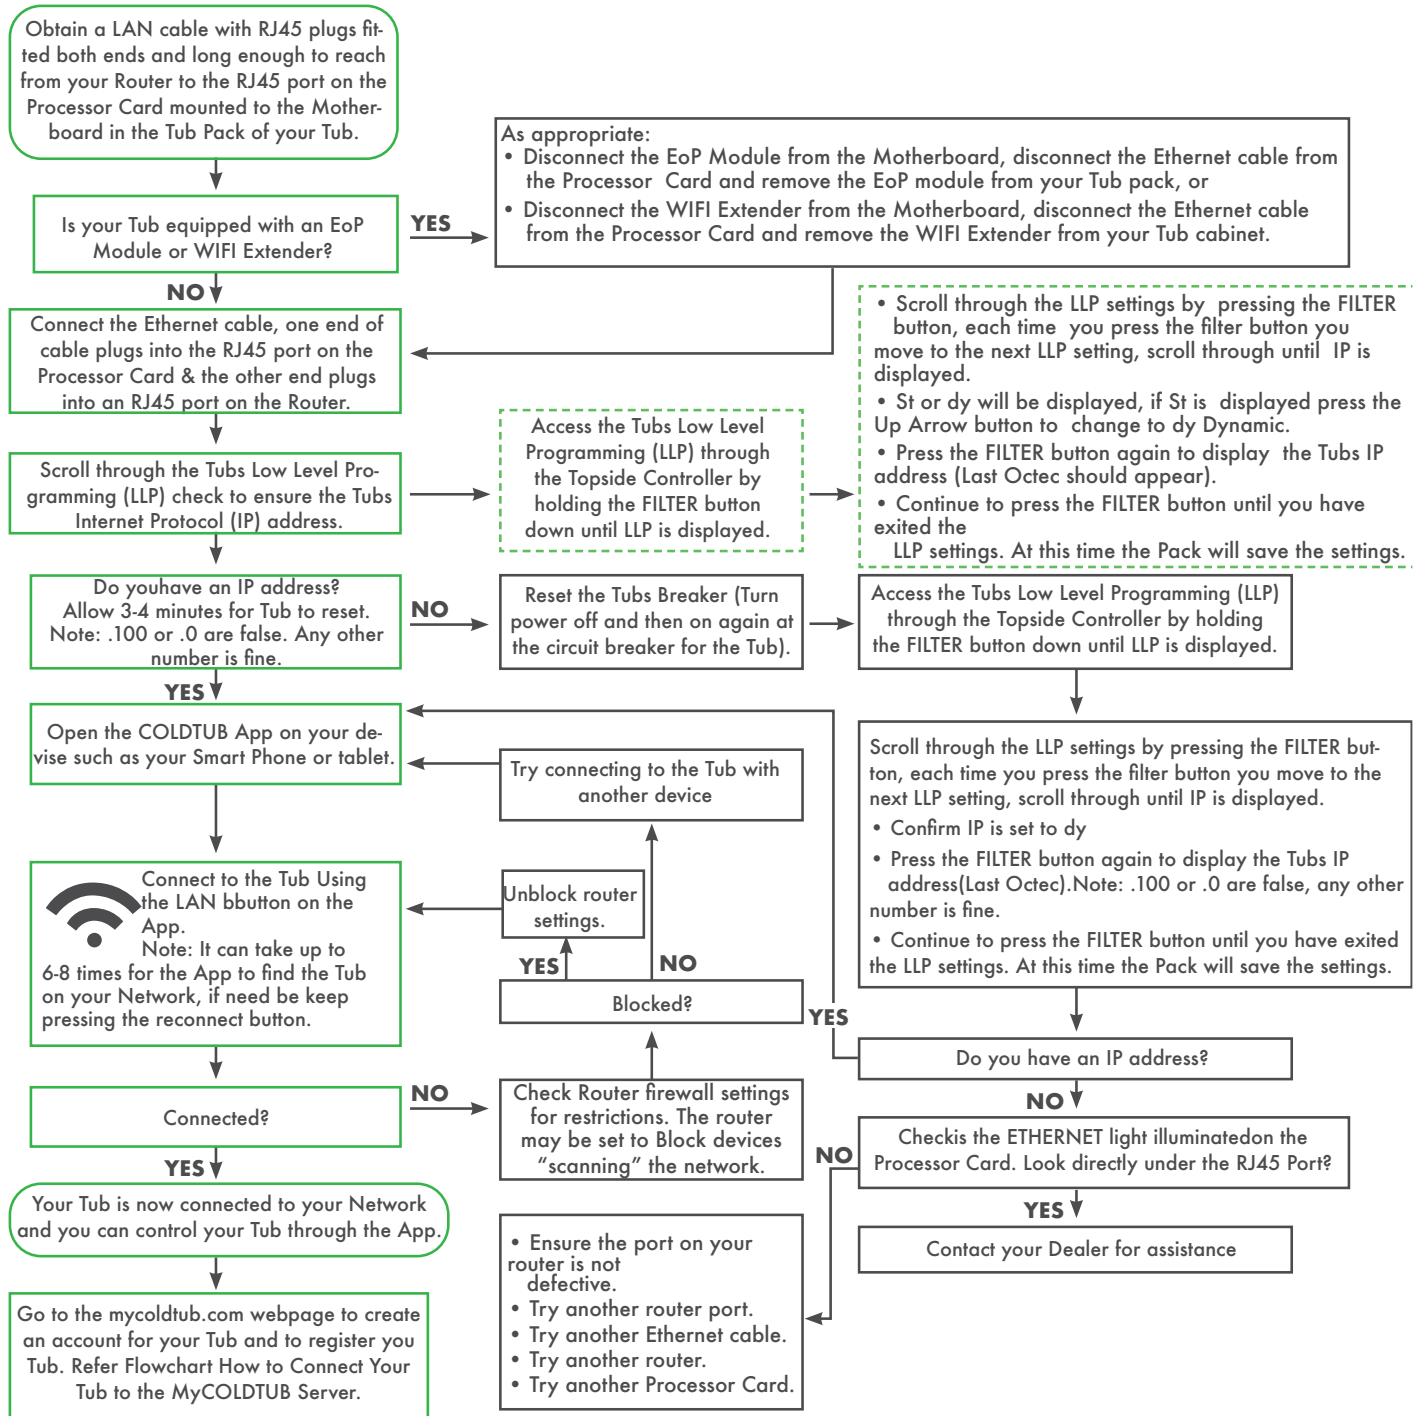 Obtain a LAN cable with RJ45 plugs fit-
ted both ends and long enough to reach
from your Router to the RJ45 port on the
Processor Card mounted to the Mother-
board in the Tub Pack of your Tub.
Is your Tub equipped with an EoP
Module or WIFI Extender?
YES
As appropriate:
• Disconnect the EoP Module from the Motherboard, disconnect the Ethernet cable from
the Processor Card and remove the EoP module from your Tub pack, or
• Disconnect the WIFI Extender from the Motherboard, disconnect the Ethernet cable
from the Processor Card and remove the WIFI Extender from your Tub cabinet.
NO
Connect the Ethernet cable, one end of
cable plugs into the RJ45 port on the
Processor Card & the other end plugs
into an RJ45 port on the Router.
Scroll through the Tubs Low Level Pro-
gramming (LLP) check to ensure the Tubs
Internet Protocol (IP) address.
Access the Tubs Low Level
Programming (LLP) through
the Topside Controller by
holding the FILTER button
down until LLP is displayed.
• Scroll through the LLP settings by pressing the FILTER
button, each time you press the filter button you
move to the next LLP setting, scroll through until IP is
displayed.
• St or dy will be displayed, if St is displayed press the
Up Arrow button to change to dy Dynamic.
• Press the FILTER button again to display the Tubs IP
address (Last Octec should appear).
• Continue to press the FILTER button until you have
exited the
LLP settings. At this time the Pack will save the settings.
Do youhave an IP address?
Allow 3-4 minutes for Tub to reset.
Note: .100 or .0 are false. Any other
number is fine.
NO
Reset the Tubs Breaker (Turn
power off and then on again at
the circuit breaker for the Tub).
Access the Tubs Low Level Programming (LLP)
through the Topside Controller by holding
the FILTER button down until LLP is displayed.
YES
Open the COLDTUB App on your de-
vise such as your Smart Phone or tablet.
Try connecting to the Tub with
another device
Scroll through the LLP settings by pressing the FILTER but-
ton, each time you press the filter button you move to the
next LLP setting, scroll through until IP is displayed.
• Confirm IP is set to dy
• Press the FILTER button again to display the Tubs IP
address(Last Octec).Note: .100 or .0 are false, any other
number is fine.
• Continue to press the FILTER button until you have exited
the LLP settings. At this time the Pack will save the settings.
Connect to the Tub Using
the LAN bbutton on the
App.
Note: It can take up to
6-8 times for the App to find the Tub
on your Network, if need be keep
pressing the reconnect button.
Unblock router
settings.
YES
NO
Blocked?
YES
Do you have an IP address?
Connected?
NO
Check Router firewall settings
for restrictions. The router
may be set to Block devices
“scanning” the network.
NO
Checkis the ETHERNET light illuminatedon the
Processor Card. Look directly under the RJ45 Port?
NO
YES
Contact your Dealer for assistance
YES
Your Tub is now connected to your Network
and you can control your Tub through the App.
• Ensure the port on your
router is not
defective.
• Try another router port.
• Try another Ethernet cable.
• Try another router.
• Try another Processor Card.
Go to the mycoldtub.com webpage to create
an account for your Tub and to register you
Tub. Refer Flowchart How to Connect Your
Tub to the MyCOLDTUB Server.